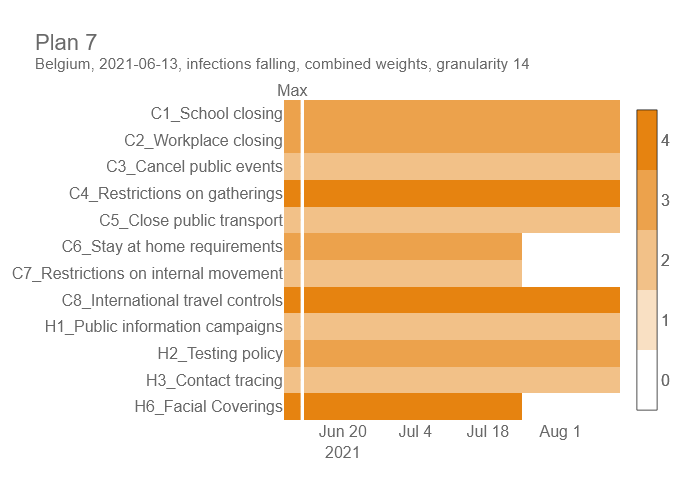 Plan 7
Belgium, 2021-06-13, infections falling, combined weights, granularity 14
Max
C1_School closing
C2_Workplace closing
C3_Cancel public events
C4_Restrictions on gatherings
C5_Close public transport
C6_Stay at home requirements
C7_Restrictions on internal movement
C8_International travel controls
H1_Public information campaigns
H2_Testing policy
H3_Contact tracing
H6_Facial Coverings
Jun 20 Jul 4 Jul 18 Aug 1
2021
4
3
2
1
0